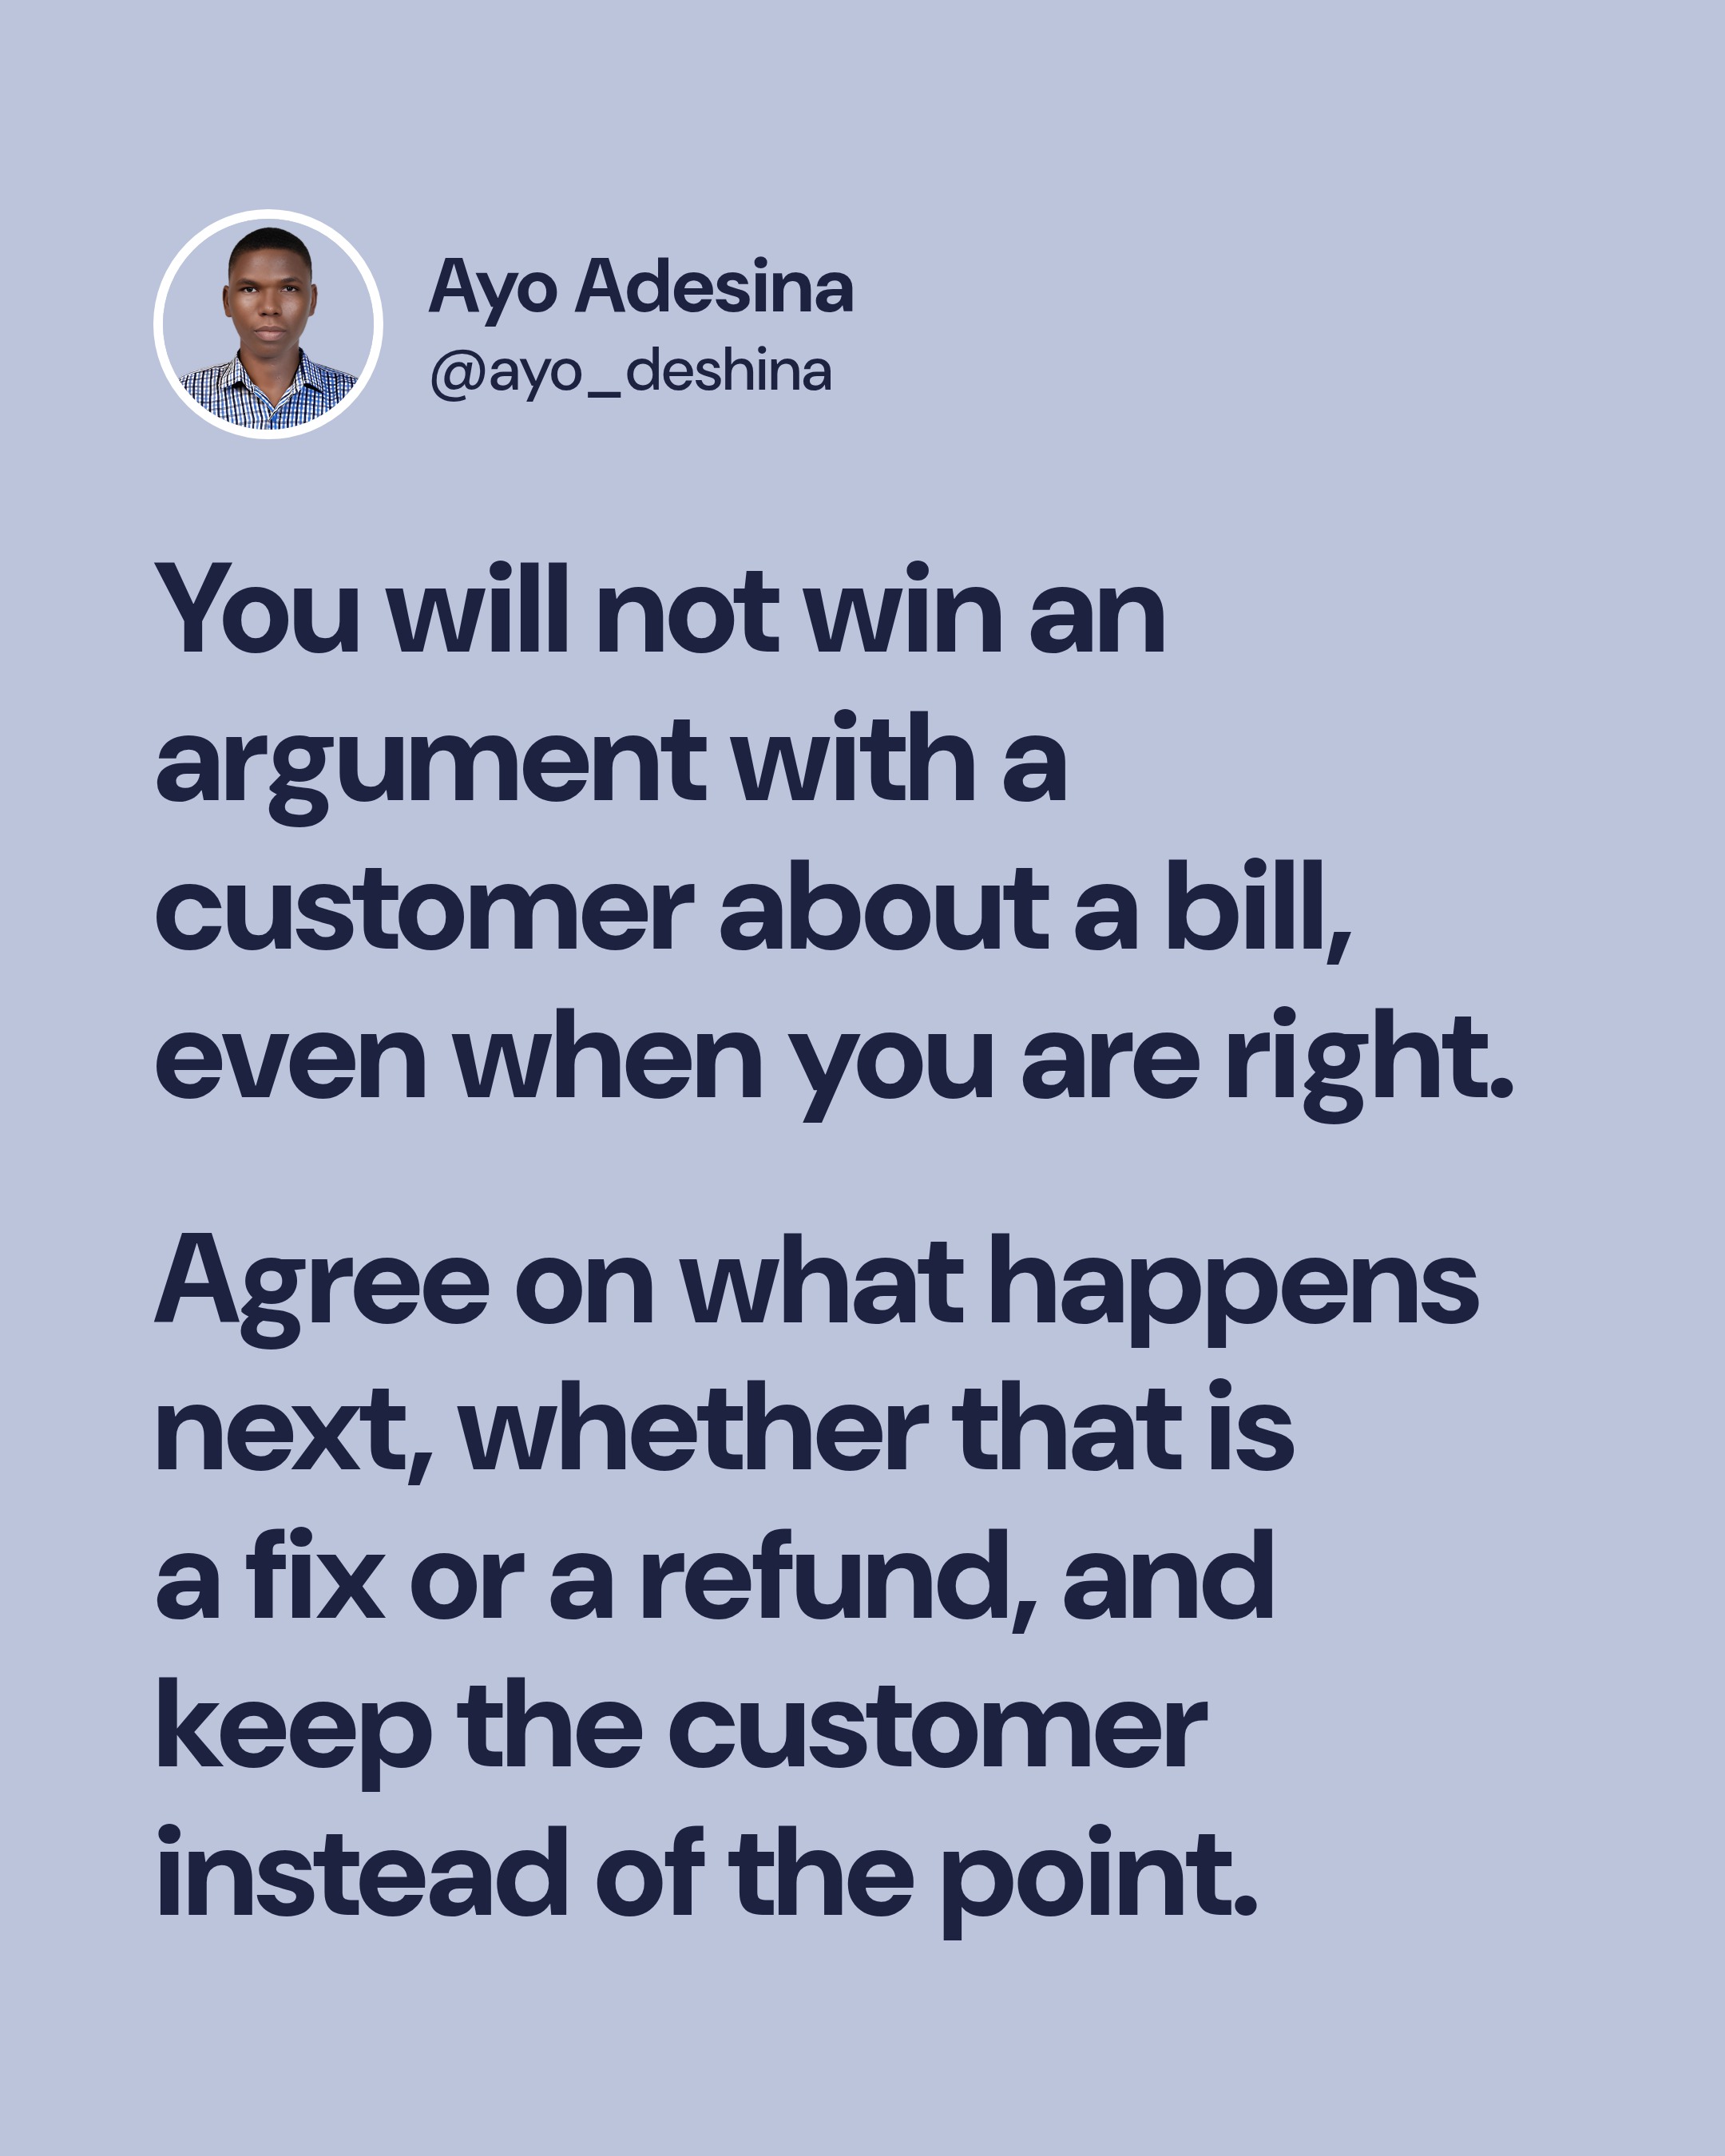 Ayo Adesina
@ayo_deshina
You will not win an
argument with a
customer about a bill,
even when you are right.
Agree on what happens
next, whether that is
a fix or a refund, and
keep the customer
instead of the point.